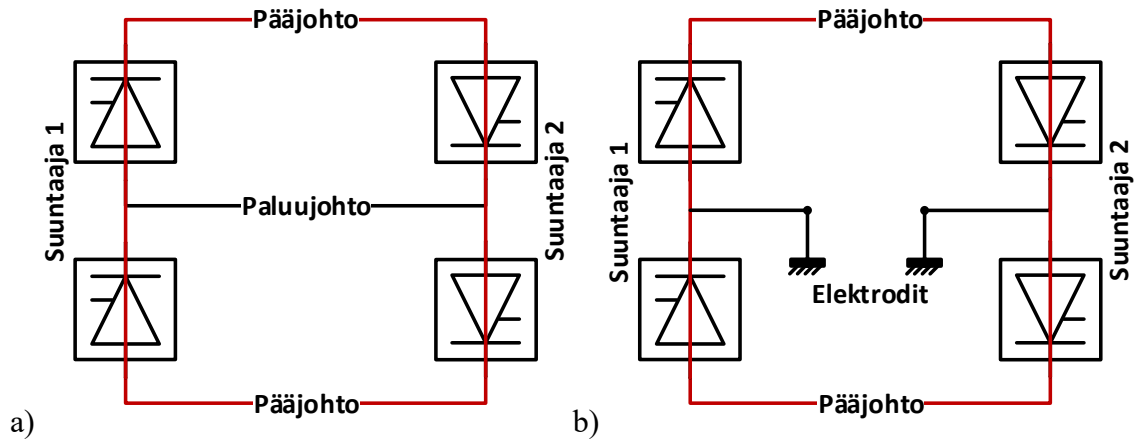 Pääjohto
Suuntaaja 1
Suuntaaja 2
Paluujohto
Pääjohto
a)
Pääjohto
Suuntaaja 1
Suuntaaja 2
Elektrodit
Pääjohto
b)